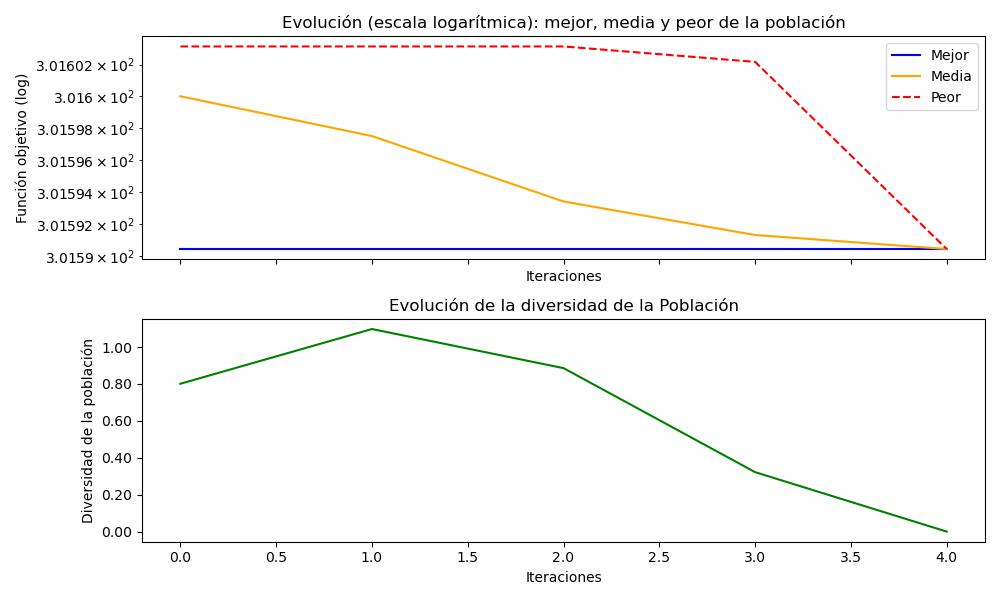 Evolución (escala logarítmica): mejor, media y peor de la población
Función objetivo (log)
3.01602 × 10²
3.016 × 10²
3.01598 × 10²
3.01596 × 10²
3.01594 × 10²
3.01592 × 10²
3.0159 × 10²
Mejor
Media
Peor
Iteraciones
Evolución de la diversidad de la Población
Diversidad de la población
1.00
0.80
0.60
0.40
0.20
0.00
0.0 0.5 1.0 1.5 2.0 2.5 3.0 3.5 4.0
Iteraciones